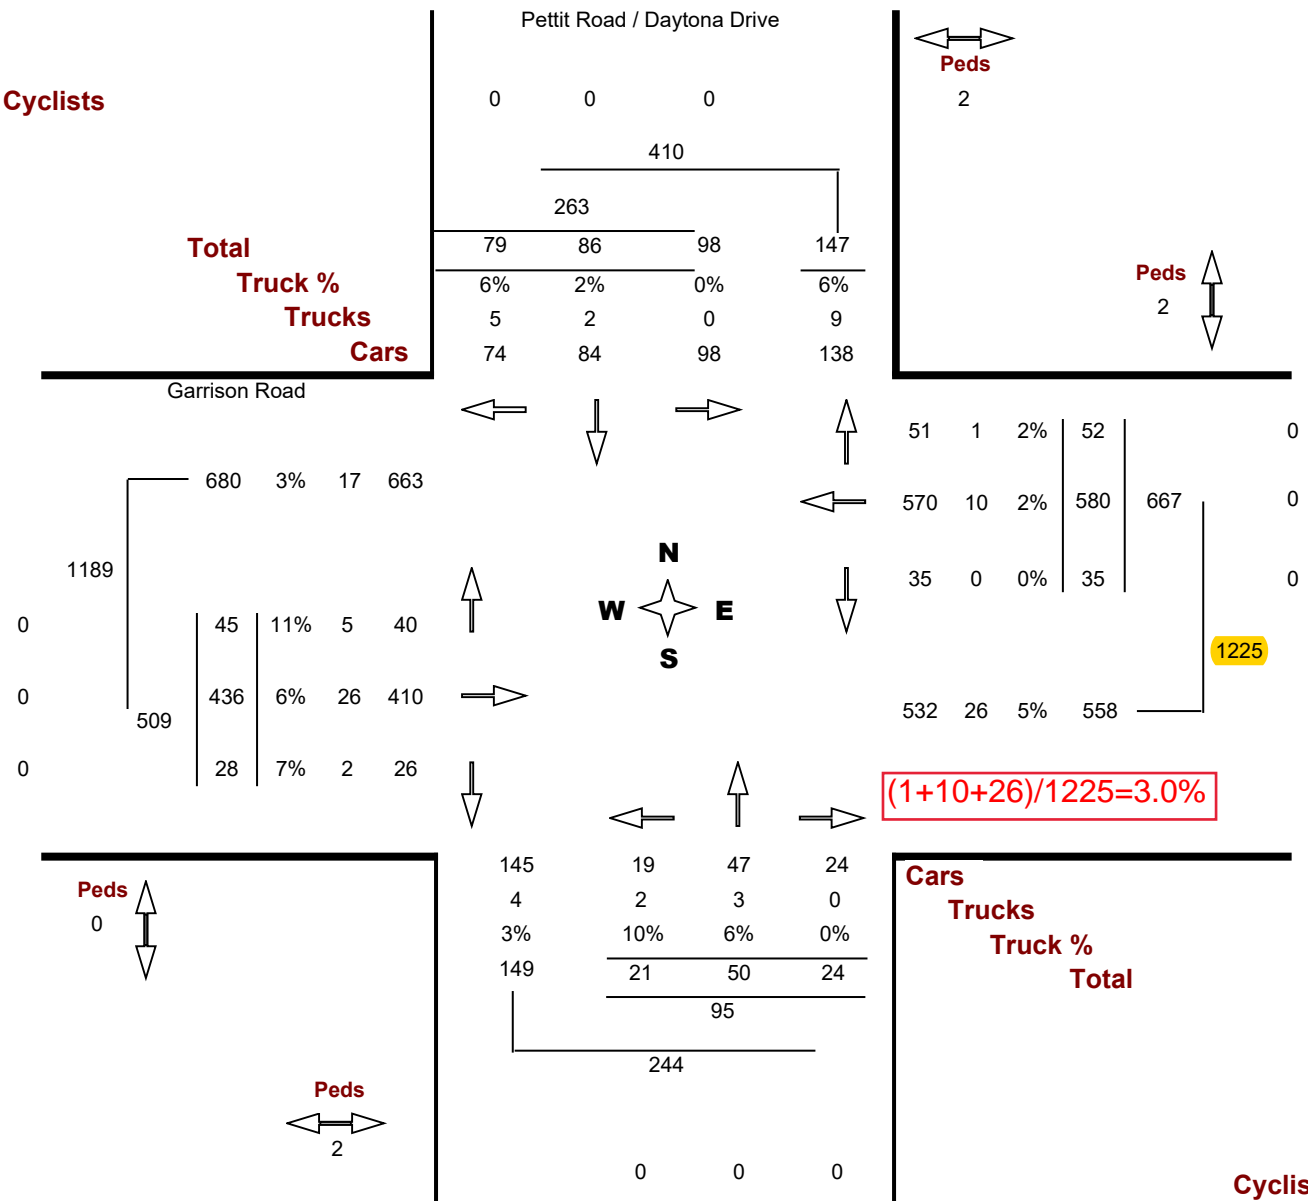 Pettit Road / Daytona Drive
Peds
Cyclists 0 0 0 2
410
263
Total 79 86 98 147
Truck % 6% 2% 0% 6%
Peds
Trucks 5 2 0 9
2
Cars 74 84 98 138
Garrison Road
51 1 2% 52 0
680 3% 17 663
570 10 2% 580 667 0
N
1189
35 0 0% 35 0
W E
0 45 11% 5 40
S
1225
0 436 6% 26 410
509
532 26 5% 558
0 28 7% 2 26
(1+10+26)/1225=3.0%
145 19 47 24 Cars
Peds
4 2 3 0 Trucks
0
3% 10% 6% 0% Truck %
149 21 50 24 Total
95
244
Peds
2
0 0 0
Cyclis